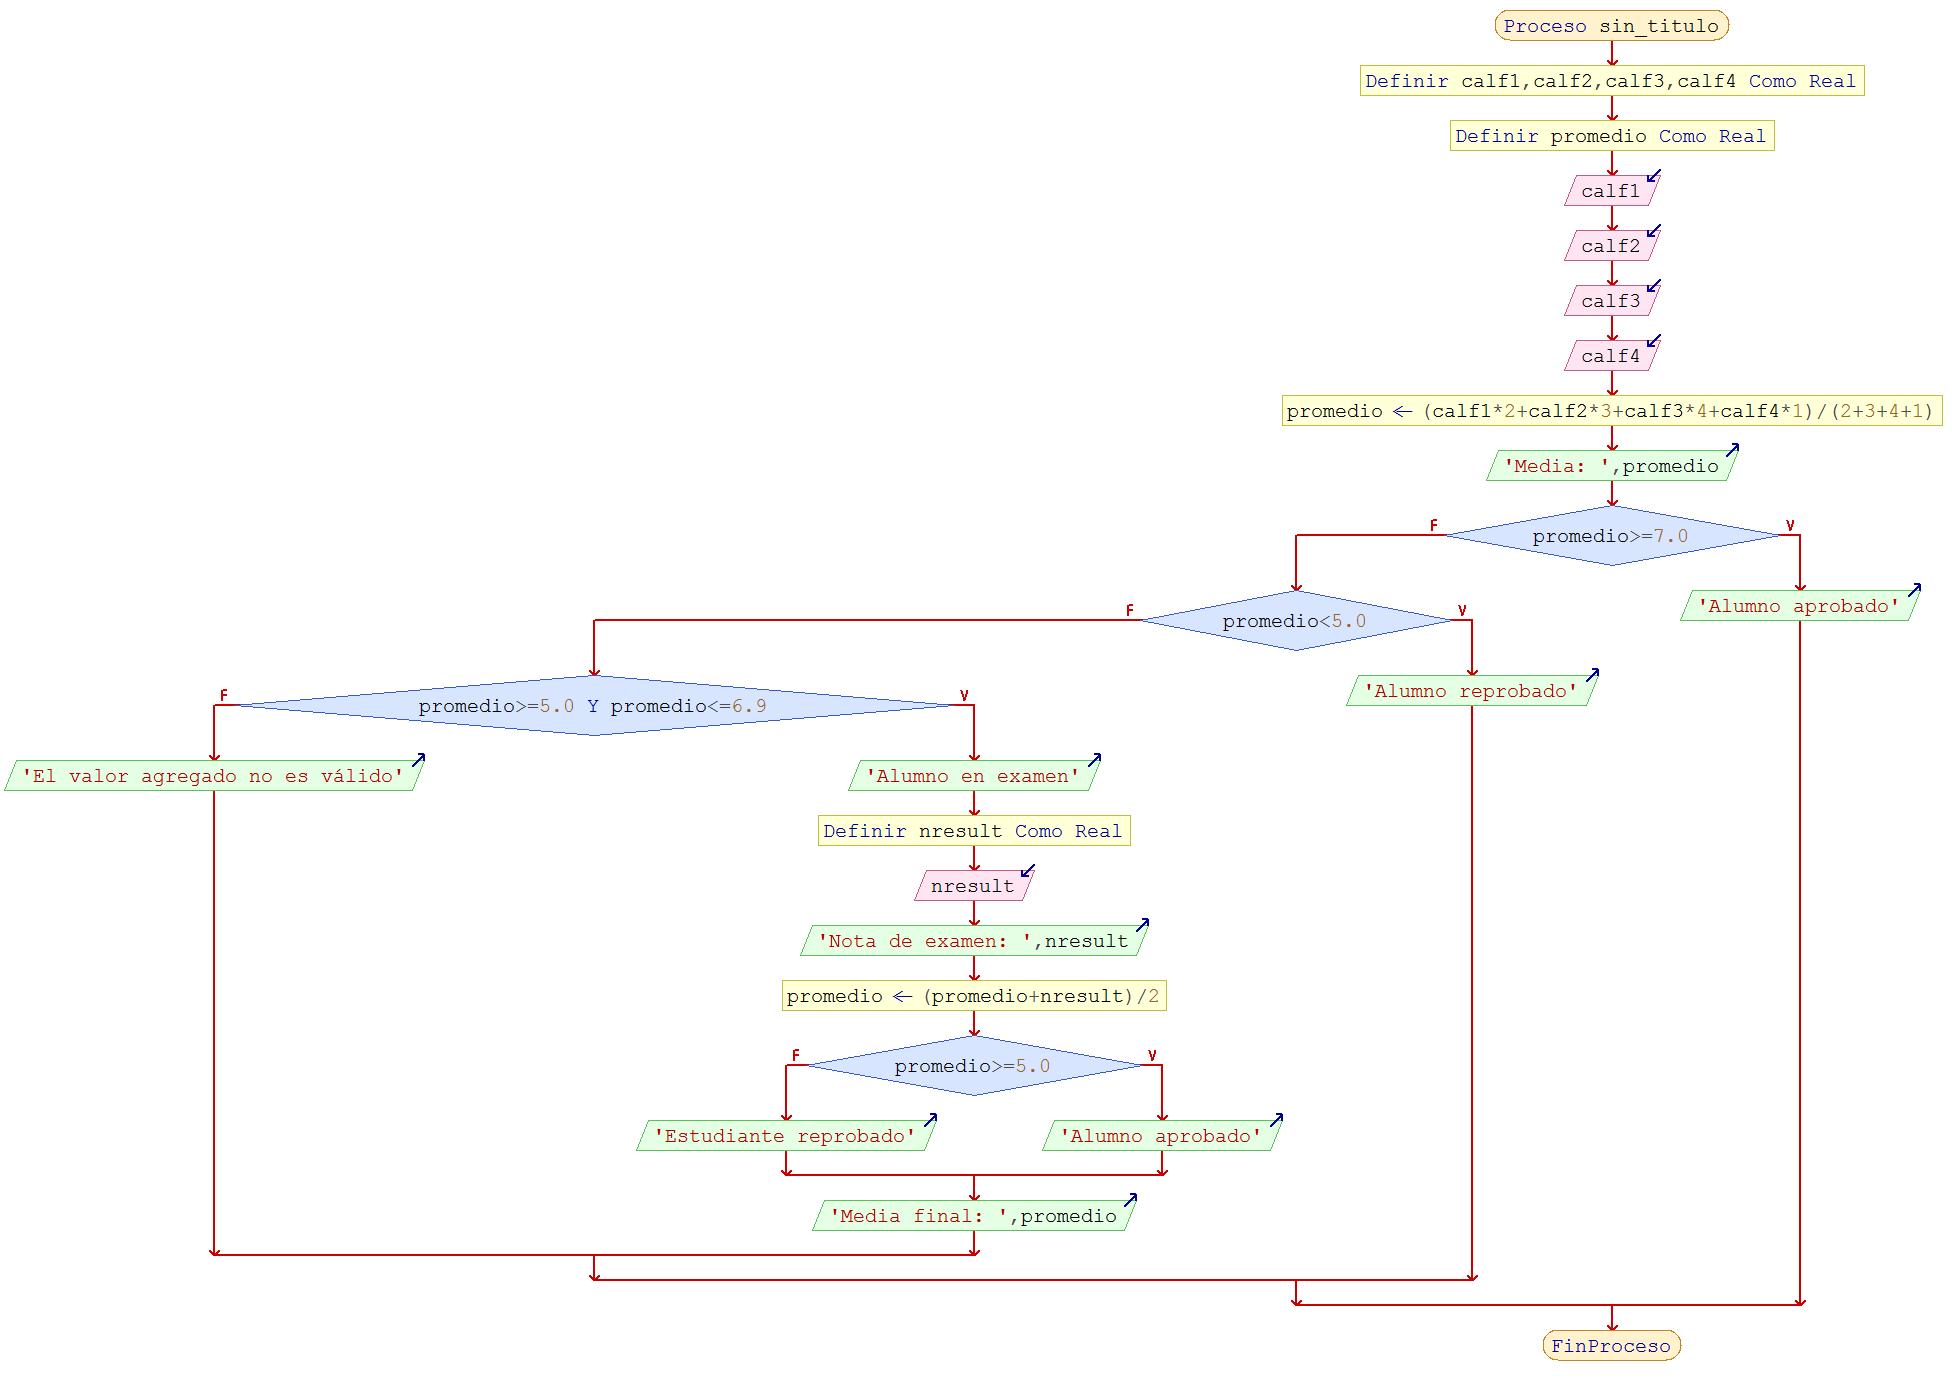 Proceso sin_titulo
Definir calf1,calf2,calf3,calf4 Como Real
Definir promedio Como Real
calf1
calf2
calf3
calf4
promedio ← (calf1*2+calf2*3+calf3*4+calf4*1)/(2+3+4+1)
'Media: ',promedio
F
promedio>=7.0
V
'Alumno aprobado'
F
promedio<5.0
V
'Alumno reprobado'
F
promedio>=5.0 Y promedio<=6.9
V
'El valor agregado no es válido'
'Alumno en examen'
Definir nresult Como Real
nresult
'Nota de examen: ',nresult
promedio ← (promedio+nresult)/2
F
promedio>=5.0
V
'Estudiante reprobado'
'Alumno aprobado'
'Media final: ',promedio
FinProceso